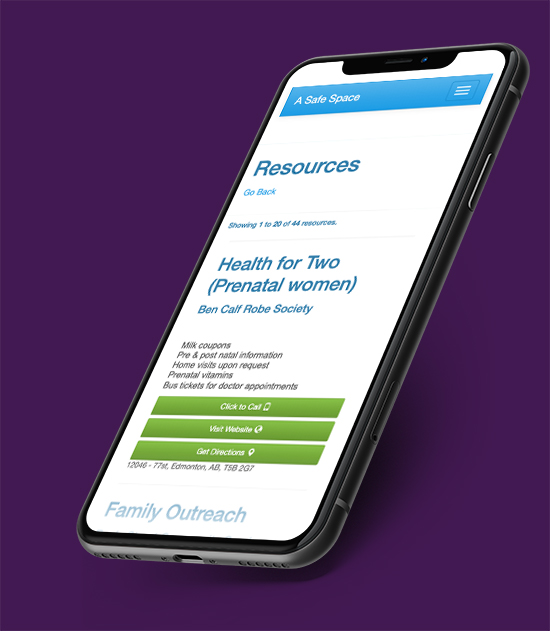 A Safe Space
Resources
Go Back
Showing 1 to 20 of 44 resources.
Health for Two
(Prenatal women)
Ben Calf Robe Society
Milk coupons
Pre & post natal information
Home visits upon request
Prenatal vitamins
Bus tickets for doctor appointments
Click to Call
Visit Website
Get Directions
12046 - 77st, Edmonton, AB, T5B 2G7
Family Outreach